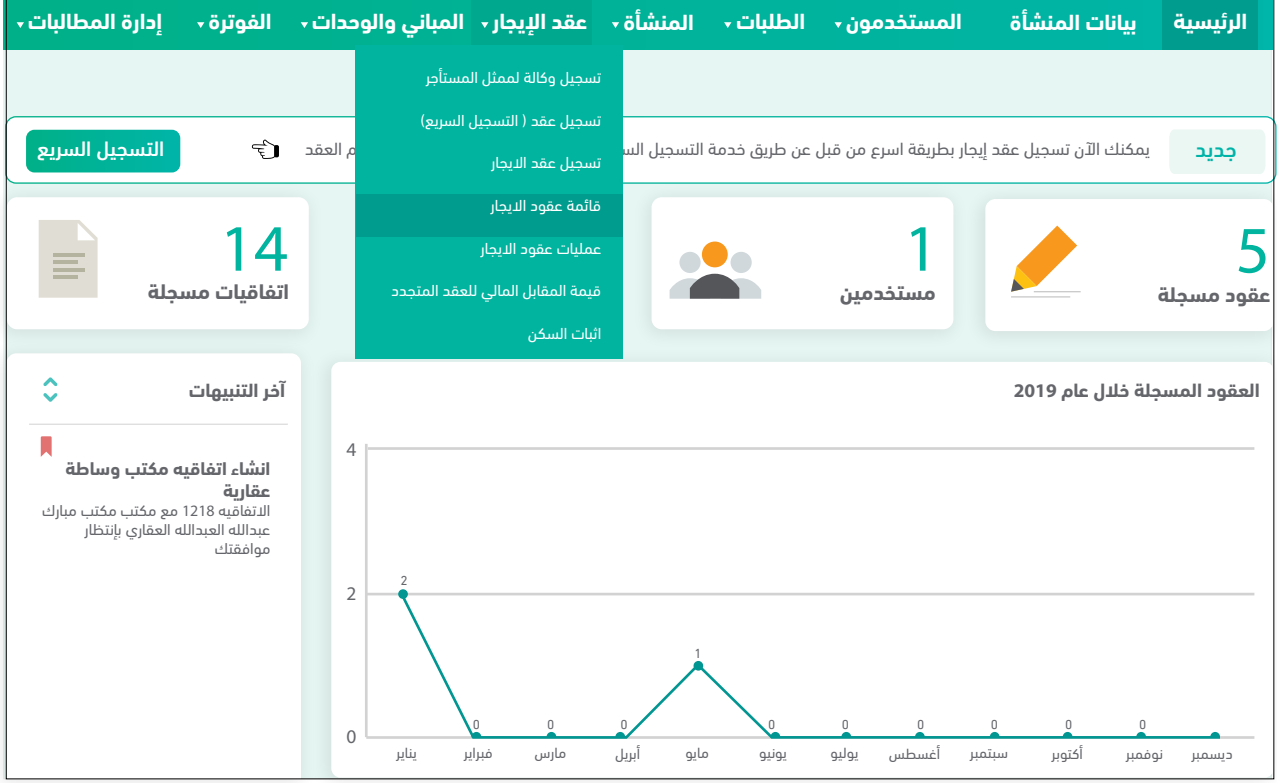 الرئيسية
بيانات المنشأة
المستخدمون
الطلبات
المنشأة
عقد الإيجار
المباني والوحدات
الفوترة
إدارة المطالبات
تسجيل وكالة لممثل المستأجر
تسجيل عقد ( التسجيل السريع)
تسجيل عقد الايجار
قائمة عقود الايجار
عمليات عقود الايجار
قيمة المقابل المالي للعقد المتجدد
اثبات السكن
جديد
يمكنك الآن تسجيل عقد إيجار بطريقة اسرع من قبل عن طريق خدمة التسجيل
العقد
التسجيل السريع
5
عقود مسجلة
1
مستخدمين
14
اتفاقيات مسجلة
العقود المسجلة خلال عام 2019
4
2
0
2
0
0
0
1
0
0
0
0
0
0
يناير
فبراير
مارس
أبريل
مايو
يونيو
يوليو
أغسطس
سبتمبر
أكتوبر
نوفمبر
ديسمبر
آخر التنبيهات
انشاء اتفاقيه مكتب وساطة
عقارية
الاتفاقيه 1218 مع مكتب مكتب مبارك
عبدالله العبدالله العقاري بإنتظار
موافقتك